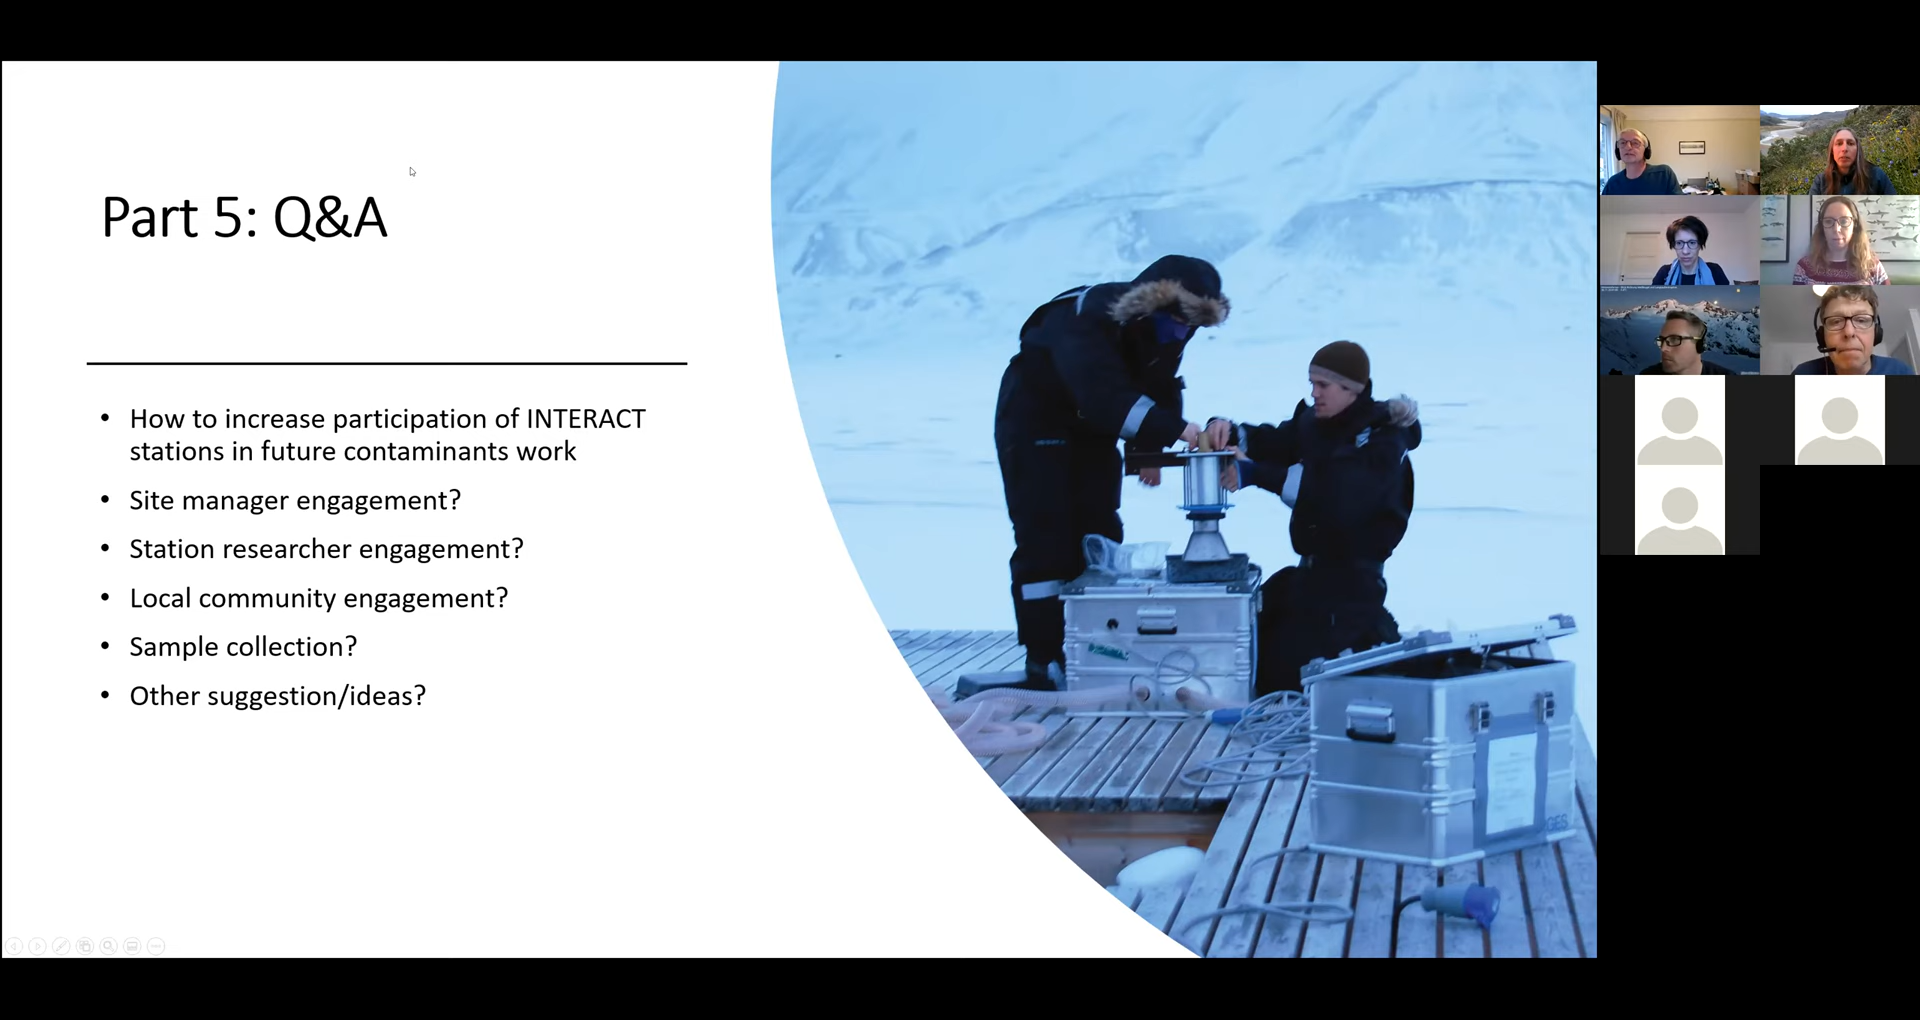 Part 5: Q&A
• How to increase participation of INTERACT
stations in future contaminants work
• Site manager engagement?
• Station researcher engagement?
• Local community engagement?
• Sample collection?
• Other suggestion/ideas?